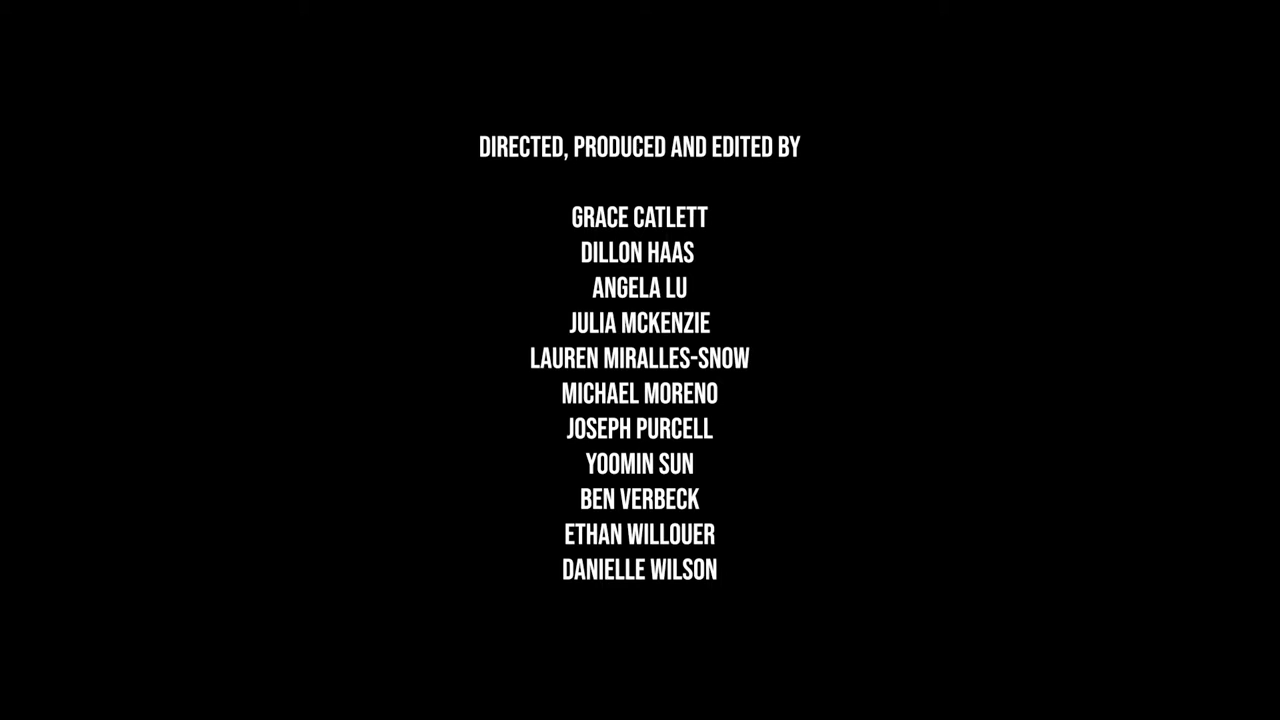 DIRECTED, PRODUCED AND EDITED BY
GRACE CATLETT
DILLON HAAS
ANGELA LU
JULIA MCKENZIE
LAUREN MIRALLES-SNOW
MICHAEL MORENO
JOSEPH PURCELL
YOOMIN SUN
BEN VERBECK
ETHAN WILLOUER
DANIELLE WILSON